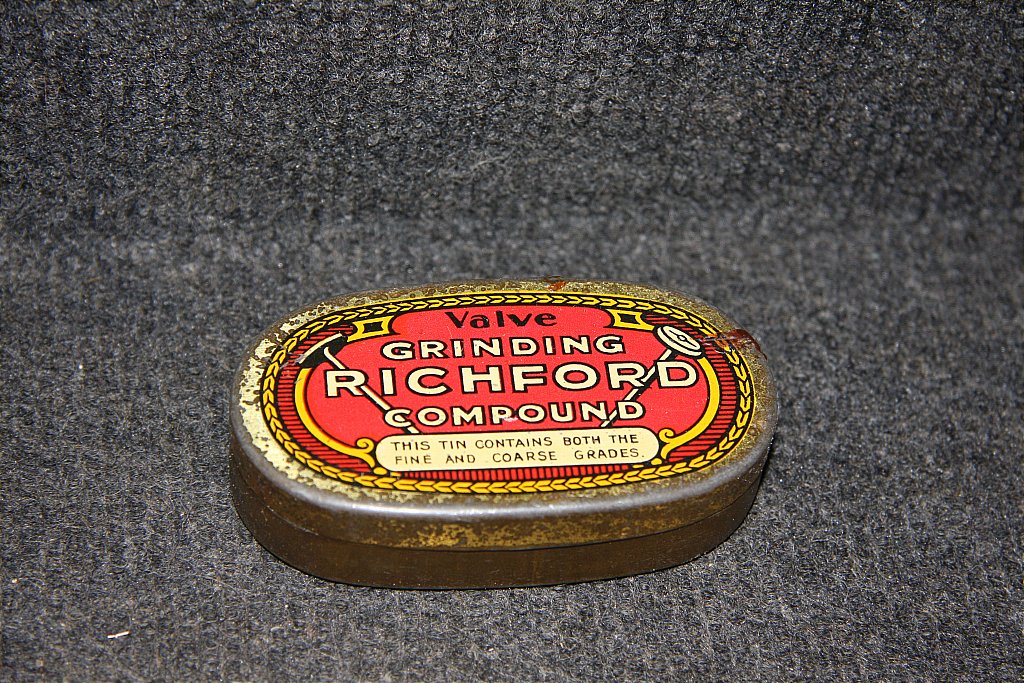 Valve
GRINDING
RICHFORD
COMPOUND
THIS TIN CONTAINS BOTH THE
FINE AND COARSE GRADES.